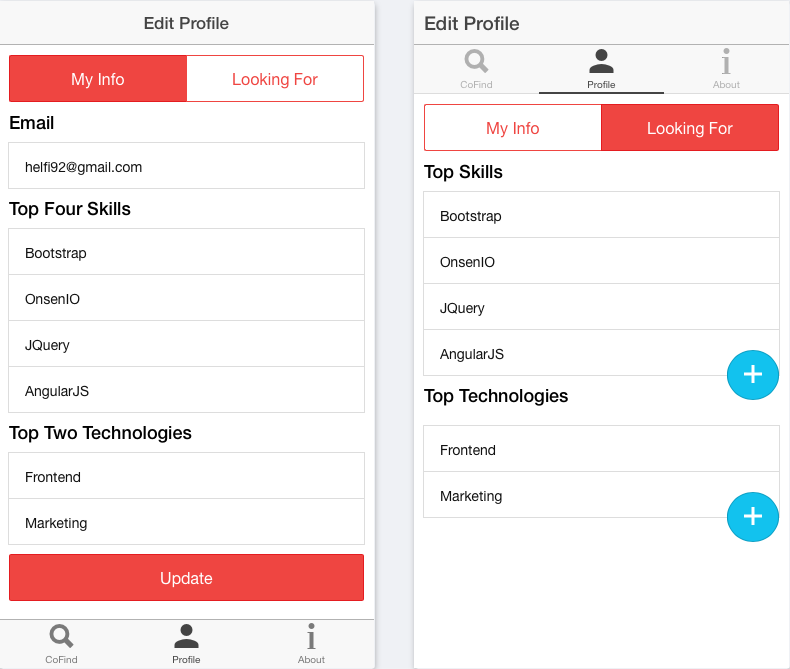 Edit Profile
My Info
Looking For
Email
helfi92@gmail.com
Top Four Skills
Bootstrap
OnsenIO
JQuery
AngularJS
Top Two Technologies
Frontend
Marketing
Update
CoFind
Profile
About
Edit Profile
CoFind
Profile
About
My Info
Looking For
Top Skills
Bootstrap
OnsenIO
JQuery
AngularJS
Top Technologies
Frontend
Marketing